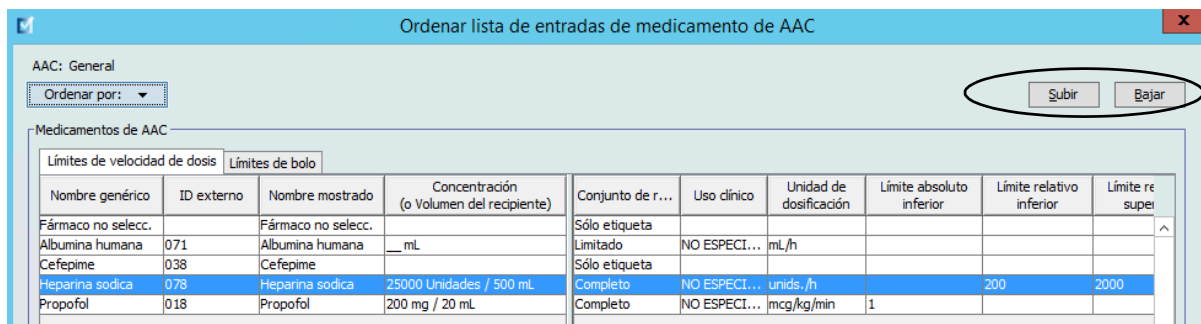 Ordenar lista de entradas de medicamento de AAC
x
AAC: General
Ordenar por:
Subir Bajar
Medicamentos de AAC
Límites de velocidad de dosis Límites de bolo
Nombre genérico ID externo Nombre mostrado Concentración (o Volumen del recipiente) Conjunto de r... Uso clínico Unidad de dosificación Límite absoluto inferior Límite relativo inferior Límite re super
Fármaco no selecc. Fármaco no selecc. Sólo etiqueta
Albumina humana 071 Albumina humana __ mL Limitado NO ESPECI... mL/h
Cefepime 038 Cefepime Sólo etiqueta
Heparina sodica 078 Heparina sodica 25000 Unidades / 500 mL Completo NO ESPECI... unids./h 200 2000
Propofol 018 Propofol 200 mg / 20 mL Completo NO ESPECI... mcg/kg/min 1